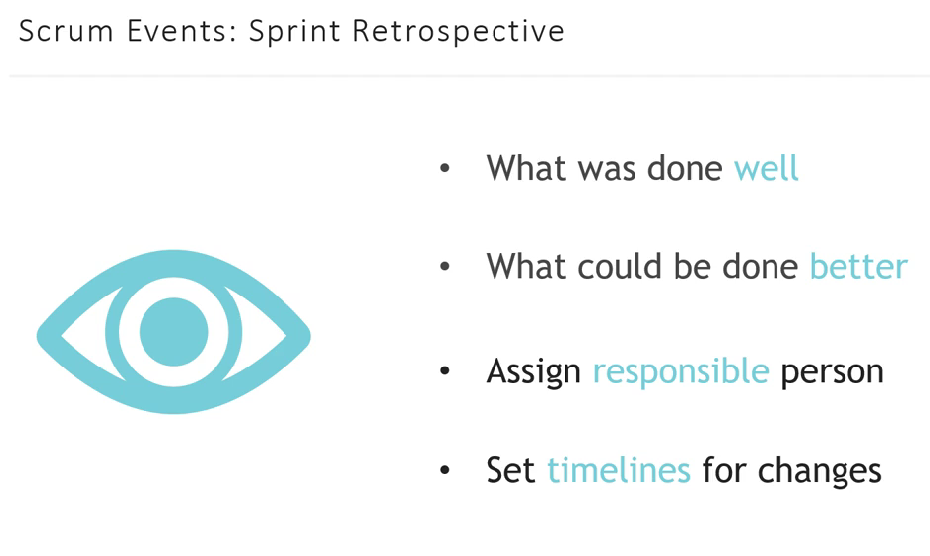 Scrum Events: Sprint Retrospective
• What was done well
• What could be done better
• Assign responsible person
• Set timelines for changes